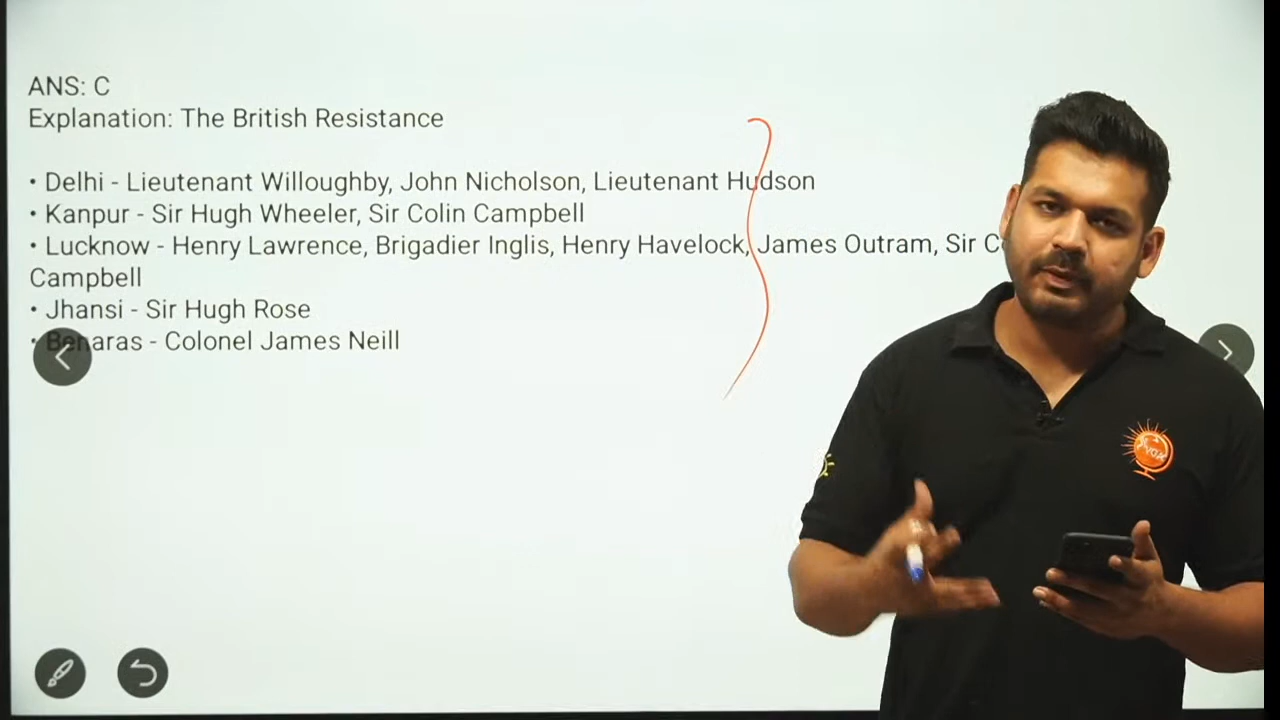 ANS: C
Explanation: The British Resistance
• Delhi - Lieutenant Willoughby, John Nicholson, Lieutenant Hudson
• Kanpur - Sir Hugh Wheeler, Sir Colin Campbell
• Lucknow - Henry Lawrence, Brigadier Inglis, Henry Havelock, James Outram, Sir
Campbell
• Jhansi - Sir Hugh Rose
• Benaras - Colonel James Neill